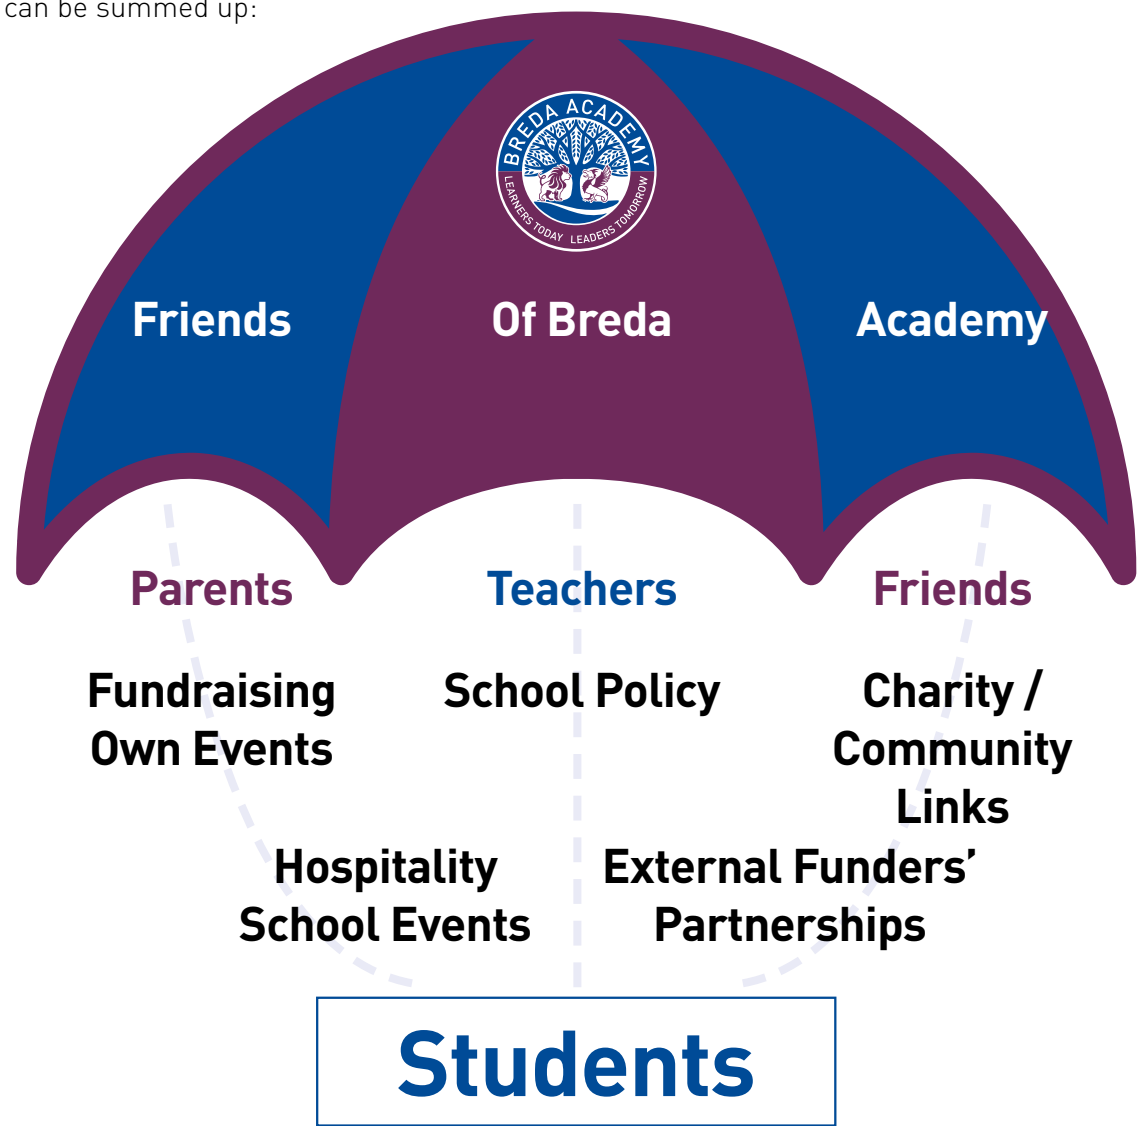 can be summed up:
BREDA ACADEMY
LEARNERS TODAY LEADERS TOMORROW
Friends
Of Breda
Academy
Parents
Teachers
Friends
Fundraising
Own Events
School Policy
Charity /
Community
Links
Hospitality
School Events
External Funders’
Partnerships
Students